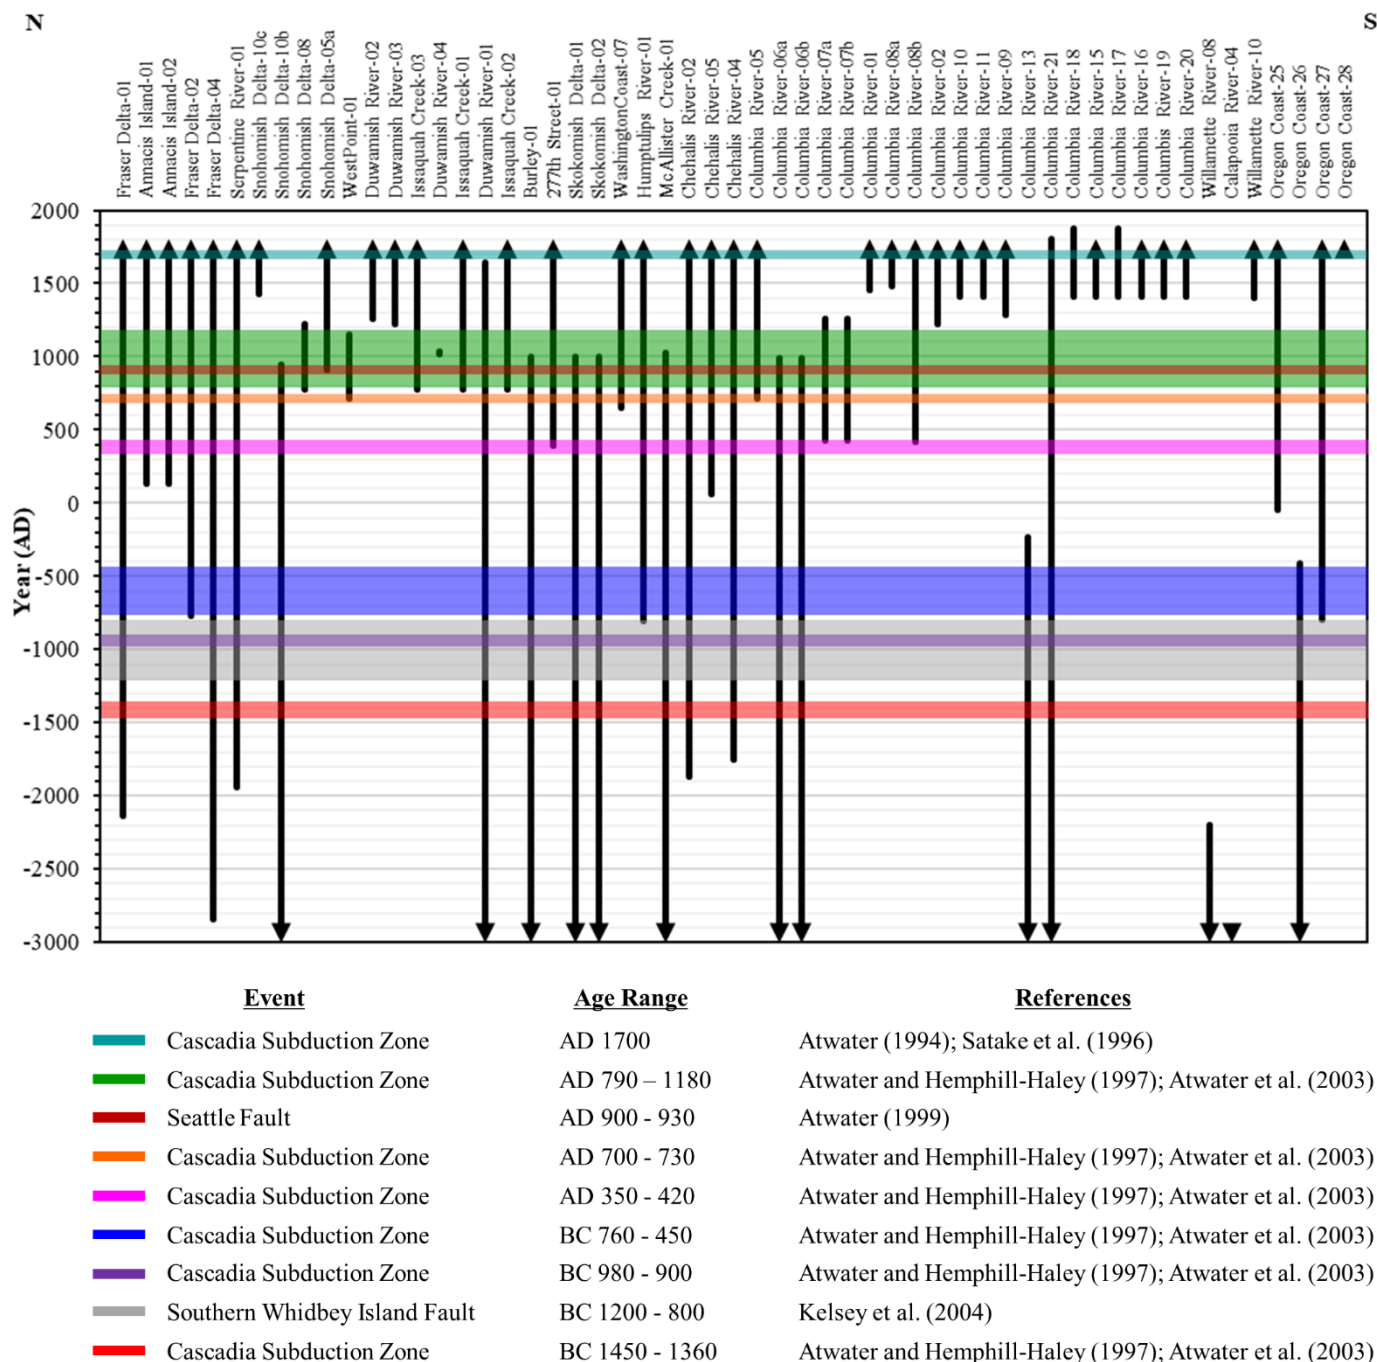 N S
Fraser Delta-01
Annacis Island-01
Annacis Island-02
Fraser Delta-02
Fraser Delta-04
Serpentine River-01
Snohomish Delta-10c
Snohomish Delta-10b
Snohomish Delta-08
Snohomish Delta-05a
WestPoint-01
Duwamish River-02
Duwamish River-03
Issaquah Creek-03
Duwamish River-04
Issaquah Creek-01
Duwamish River-01
Issaquah Creek-02
Burley-01
277th Street-01
Skokomish Delta-01
Skokomish Delta-02
WashingtonCoast-07
Humptulips River-01
McAllister Creek-01
Chehalis River-02
Chehalis River-05
Chehalis River-04
Columbia River-05
Columbia River-06a
Columbia River-06b
Columbia River-07a
Columbia River-07b
Columbia River-01
Columbia River-08a
Columbia River-08b
Columbia River-02
Columbia River-10
Columbia River-11
Columbia River-09
Columbia River-13
Columbia River-21
Columbia River-18
Columbia River-15
Columbia River-17
Columbia River-16
Columbis River-19
Columbia River-20
Willamette River-08
Calapooia River-04
Willamette River-10
Oregon Coast-25
Oregon Coast-26
Oregon Coast-27
Oregon Coast-28
Year (AD)
2000
1500
1000
500
0
-500
-1000
-1500
-2000
-2500
-3000
Event Age Range References
Cascadia Subduction Zone AD 1700 Atwater (1994); Satake et al. (1996)
Cascadia Subduction Zone AD 790 – 1180 Atwater and Hemphill-Haley (1997); Atwater et al. (2003)
Seattle Fault AD 900 - 930 Atwater (1999)
Cascadia Subduction Zone AD 700 - 730 Atwater and Hemphill-Haley (1997); Atwater et al. (2003)
Cascadia Subduction Zone AD 350 - 420 Atwater and Hemphill-Haley (1997); Atwater et al. (2003)
Cascadia Subduction Zone BC 760 - 450 Atwater and Hemphill-Haley (1997); Atwater et al. (2003)
Cascadia Subduction Zone BC 980 - 900 Atwater and Hemphill-Haley (1997); Atwater et al. (2003)
Southern Whidbey Island Fault BC 1200 - 800 Kelsey et al. (2004)
Cascadia Subduction Zone BC 1450 - 1360 Atwater and Hemphill-Haley (1997); Atwater et al. (2003)